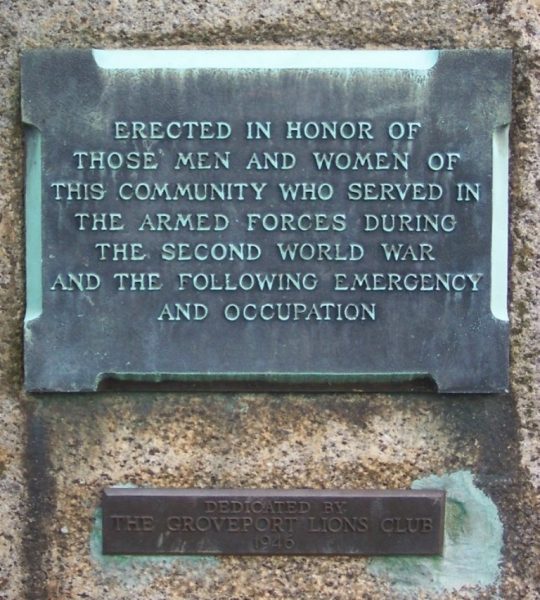 ERECTED IN HONOR OF
THOSE MEN AND WOMEN OF
THIS COMMUNITY WHO SERVED IN
THE ARMED FORCES DURING
THE SECOND WORLD WAR
AND THE FOLLOWING EMERGENCY
AND OCCUPATION
DEDICATED BY
THE GROVEPORT LIONS CLUB
1946